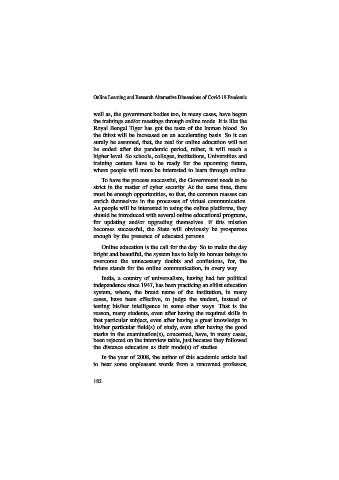 Online Learning and Research Alternative Dimensions of Covid-19 Pandemic
well as, the government bodies too, in many cases, have begun
the trainings and/or meetings through online mode. It is like the
Royal Bengal Tiger has got the taste of the human blood. So
the thirst will be increased on an accelerating basis. So it can
surely be assumed, that, the zeal for online education will not
be ended after the pandemic period, rather, it will reach a
higher level. So schools, colleges, institutions, Universities and
training centers have to be ready for the upcoming future,
where people will more be interested to learn through online.
To have the process successful, the Government needs to be
strict in the matter of cyber security. At the same time, there
must be enough opportunities, so that, the common masses can
enrich themselves in the processes of virtual communication.
As people will be interested in using the online platforms, they
should be introduced with several online educational programs,
for updating and/or upgrading themselves. If this mission
becomes successful, the State will obviously be prosperous
enough by the presence of educated persons.
Online education is the call for the day. So to make the day
bright and beautiful, the system has to help its human beings to
overcome the unnecessary doubts and confusions, for, the
future stands for the online communication, in every way.
India, a country of universalism, having had her political
independence since 1947, has been practicing an elitist education
system, where, the brand name of the institution, in many
cases, have been effective, to judge the student, instead of
testing his/her intelligence in some other ways. That is the
reason, many students, even after having the required skills in
that particular subject, even after having a great knowledge in
his/her particular field(s) of study, even after having the good
marks in the examination(s), concerned, have, in many cases,
been rejected on the interview table, just because they followed
the distance education as their mode(s) of studies.
In the year of 2008, the author of this academic article had
to hear some unpleasant words from a renowned professor,
182